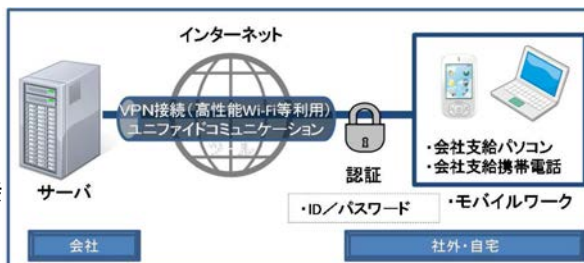 インターネット
VPN接続（高性能Wi-Fi等利用）
ユニファイドコミュニケーション
サーバ
認証
・ID／パスワード
・会社支給パソコン
・会社支給携帯電話
・モバイルワーク
会社
社外・自宅